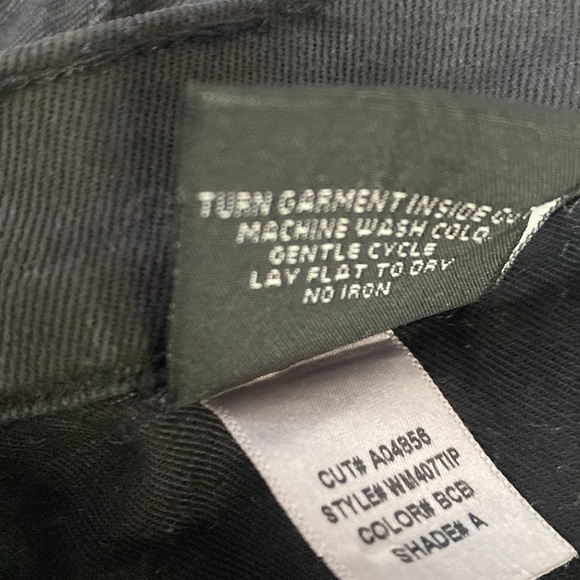 TURN GARMENT INSIDE OUT
MACHINE WASH COLD
GENTLE CYCLE
LAY FLAT TO DRY
NO IRON
CUT# A04856
STYLE# WM407TIP
COLOR# BCB
SHADE# A